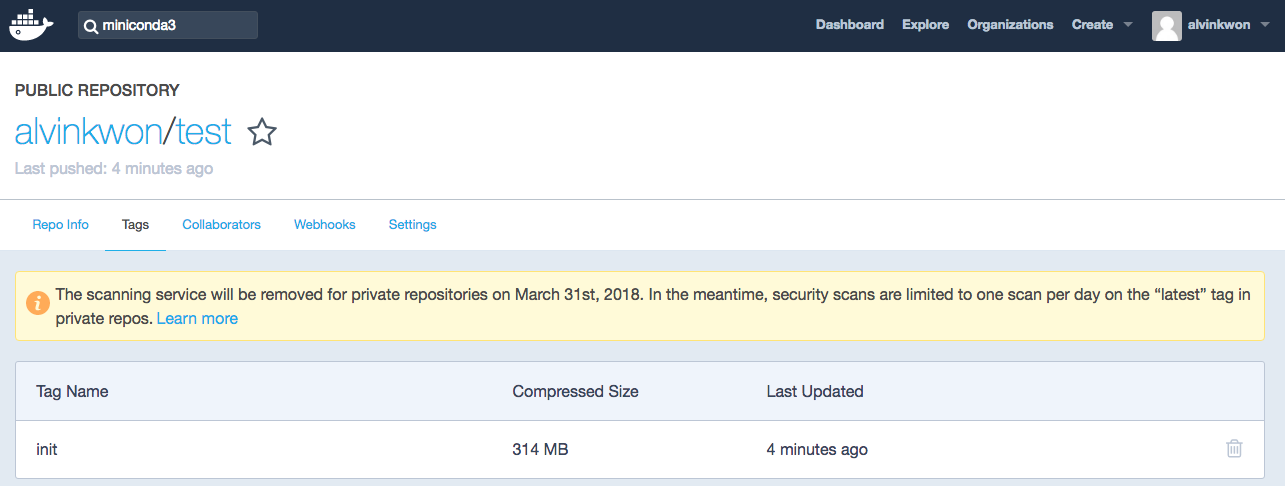 miniconda3 Dashboard Explore Organizations Create alvinkwon
PUBLIC REPOSITORY
alvinkwon/test
Last pushed: 4 minutes ago
Repo Info Tags Collaborators Webhooks Settings
The scanning service will be removed for private repositories on March 31st, 2018. In the meantime, security scans are limited to one scan per day on the “latest” tag in
private repos. Learn more
Tag Name Compressed Size Last Updated
init 314 MB 4 minutes ago